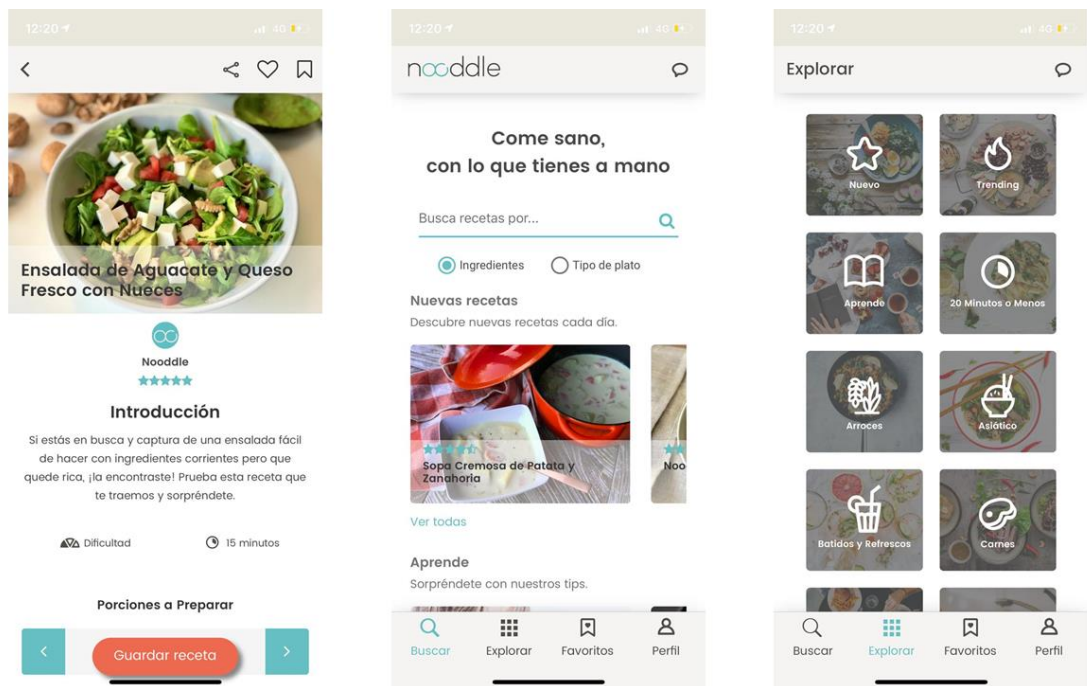 12:20
4G
Ensalada de Aguacate y Queso
Fresco con Nueces
Nooddle
Introducción
Si estás en busca y captura de una ensalada fácil
de hacer con ingredientes corrientes pero que
quede rica, ¡la encontraste! Prueba esta receta que
te traemos y sorpréndete.
Dificultad
15 minutos
Porciones a Preparar
Guardar receta
12:20
4G
nooddle
Come sano,
con lo que tienes a mano
Busca recetas por...
Ingredientes
Tipo de plato
Nuevas recetas
Descubre nuevas recetas cada día.
Sopa Cremosa de Patata y
Zanahoria
Noo
Ver todas
Aprende
Sorpréndete con nuestros tips.
Buscar
Explorar
Favoritos
Perfil
12:20
4G
Explorar
Nuevo
Trending
Aprende
20 Minutos o Menos
Arroces
Asiático
Batidos y Refrescos
Carnes
Buscar
Explorar
Favoritos
Perfil